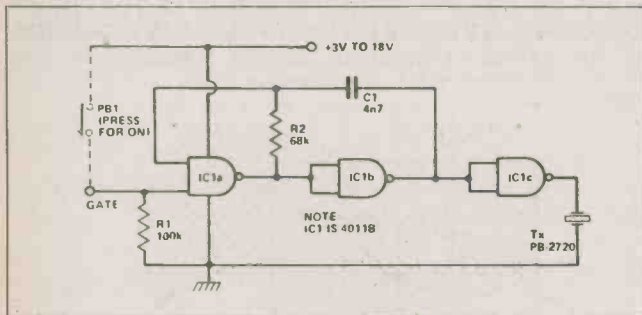 +3V TO 18V
PB1
(PRESS
FOR ON)
C1
4n7
R2
68k
IC1a
IC1b
IC1c
GATE
R1
100k
NOTE
IC1 IS 4011B
Tx
PB-2720